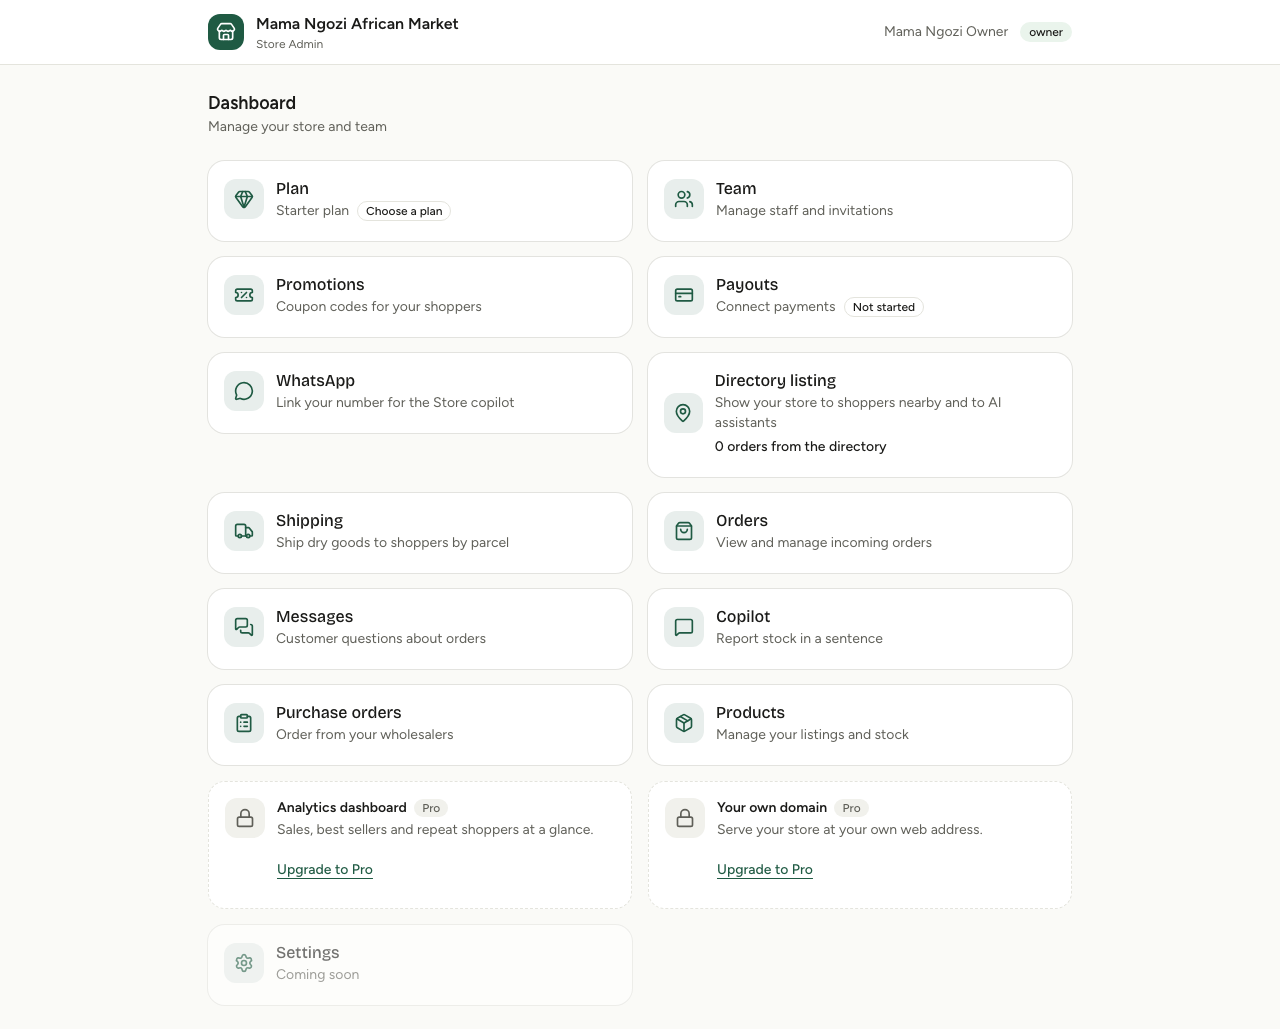 Mama Ngozi African Market
Store Admin
Mama Ngozi Owner
owner
Dashboard
Manage your store and team
Plan
Starter plan Choose a plan
Team
Manage staff and invitations
Promotions
Coupon codes for your shoppers
Payouts
Connect payments Not started
WhatsApp
Link your number for the Store copilot
Directory listing
Show your store to shoppers nearby and to AI
assistants
0 orders from the directory
Shipping
Ship dry goods to shoppers by parcel
Orders
View and manage incoming orders
Messages
Customer questions about orders
Copilot
Report stock in a sentence
Purchase orders
Order from your wholesalers
Products
Manage your listings and stock
Analytics dashboard Pro
Sales, best sellers and repeat shoppers at a glance.
Upgrade to Pro
Your own domain Pro
Serve your store at your own web address.
Upgrade to Pro
Settings
Coming soon